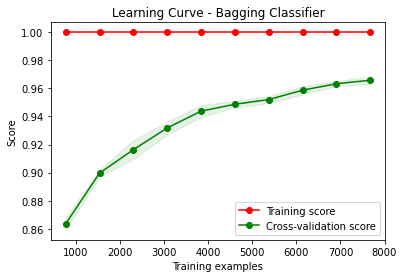 Learning Curve - Bagging Classifier
1.00
0.98
0.96
0.94
0.92
0.90
0.88
0.86
Score
1000 2000 3000 4000 5000 6000 7000 8000
Training examples
Training score
Cross-validation score